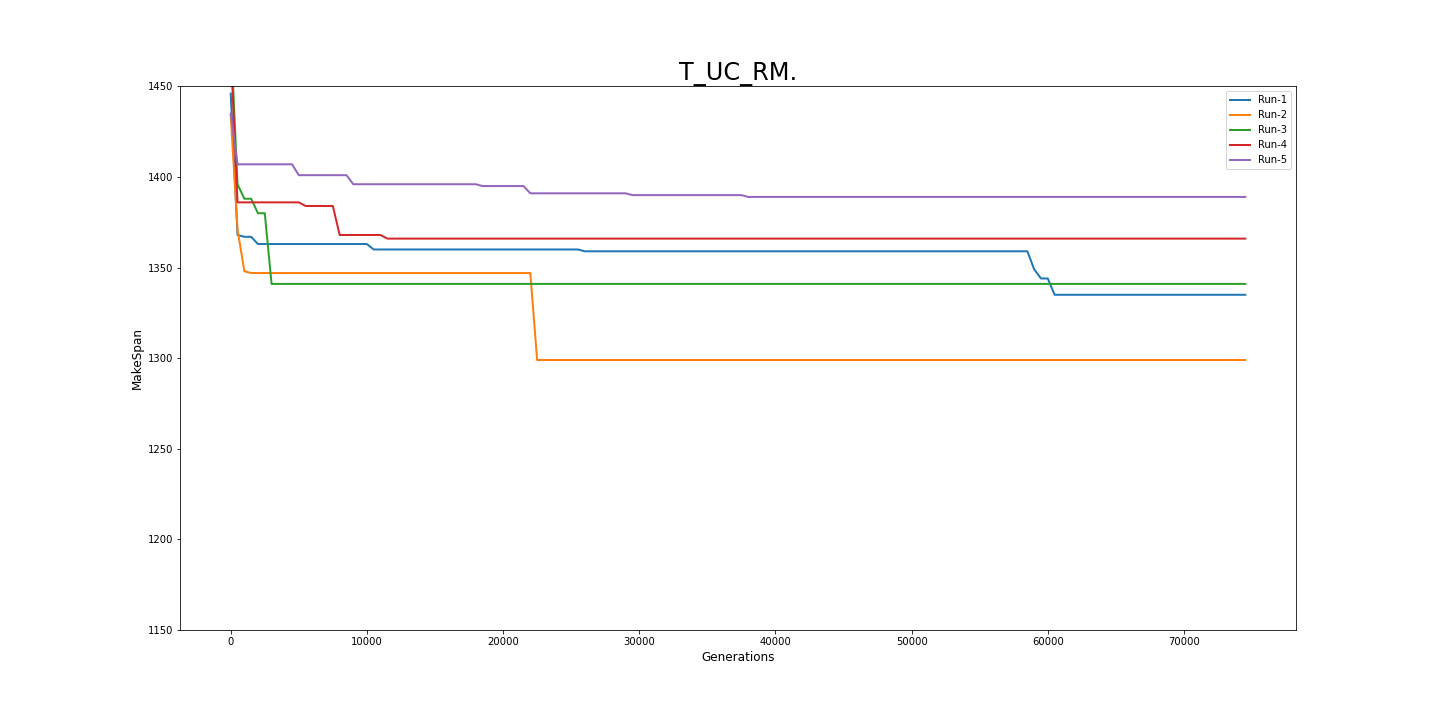 T_UC_RM.
1450
1400
1350
1300
1250
1200
1150
MakeSpan
0 10000 20000 30000 40000 50000 60000 70000
Generations
Run-1
Run-2
Run-3
Run-4
Run-5